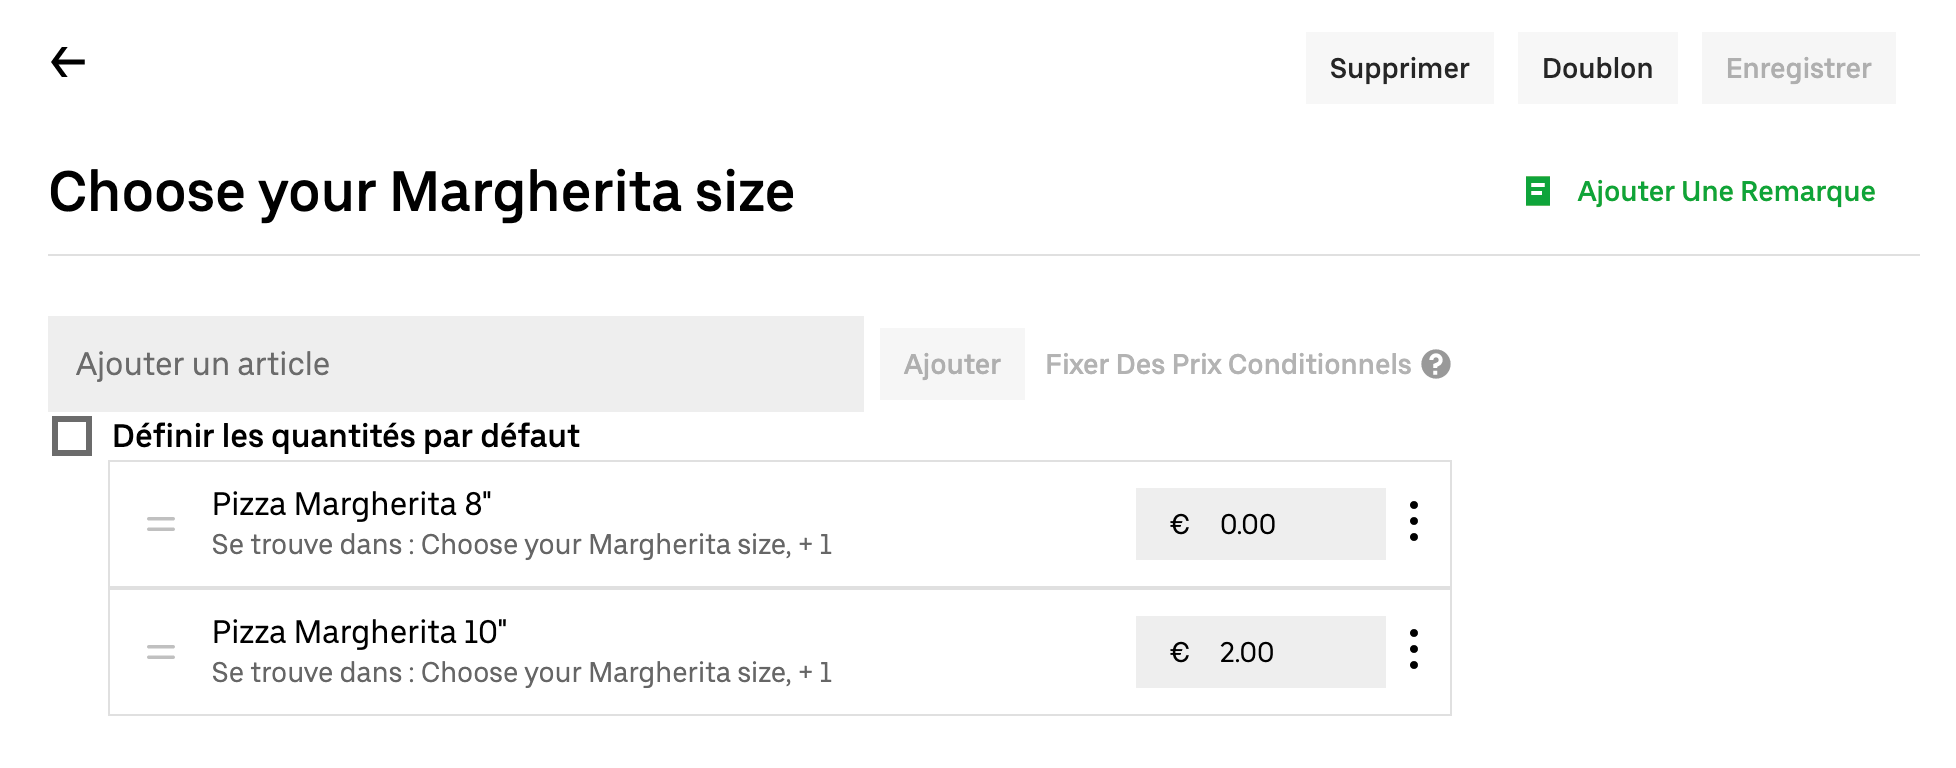 Supprimer
Doublon
Enregistrer
Choose your Margherita size
Ajouter Une Remarque
Ajouter un article
Ajouter
Fixer Des Prix Conditionnels ?
Définir les quantités par défaut
Pizza Margherita 8"
Se trouve dans : Choose your Margherita size, + 1
€ 0.00
Pizza Margherita 10"
Se trouve dans : Choose your Margherita size, + 1
€ 2.00